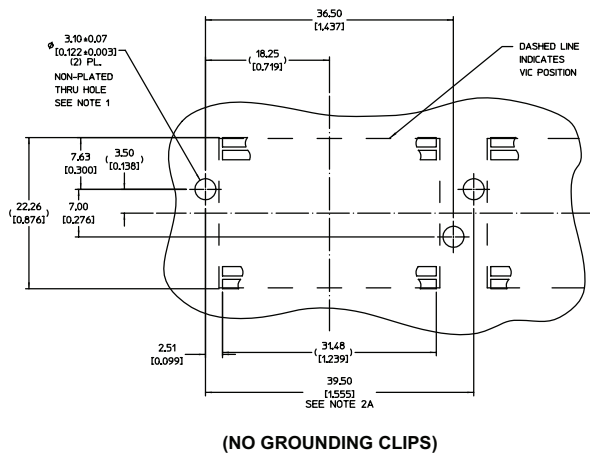 36.50
[1.437]
ø 3.10±0.07
[0.122±0.003]
(2) PL.
NON-PLATED
THRU HOLE
SEE NOTE 1
(18.25
[0.719])
DASHED LINE
INDICATES
VIC POSITION
7.63
[0.300]
(3.50
[0.138])
(22.26
[0.876])
7.00
[0.276]
2.51
[0.099]
(31.48
[1.239])
39.50
[1.555]
SEE NOTE 2A
(NO GROUNDING CLIPS)